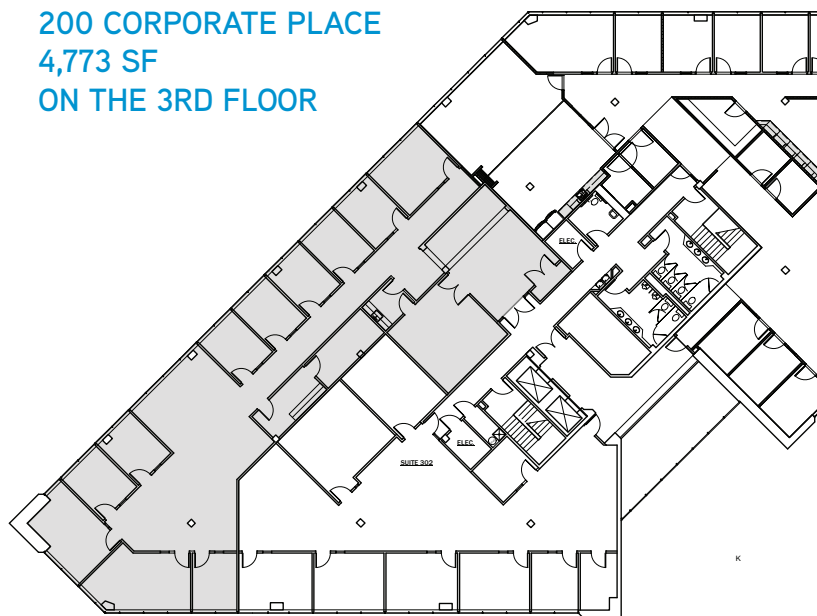 200 CORPORATE PLACE
4,773 SF
ON THE 3RD FLOOR
ELEC.
ELEC.
SUITE 302
K